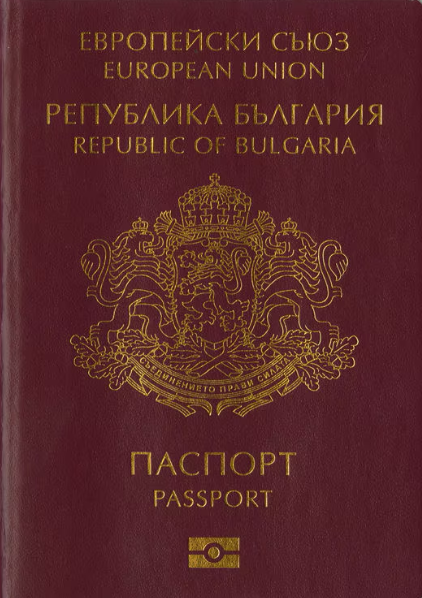 ЕВРОПЕЙСКИ СЪЮЗ
EUROPEAN UNION
РЕПУБЛИКА БЪЛГАРИЯ
REPUBLIC OF BULGARIA
СЪЕДИНЕНИЕТО ПРАВИ СИЛАТА
ПАСПОРТ
PASSPORT